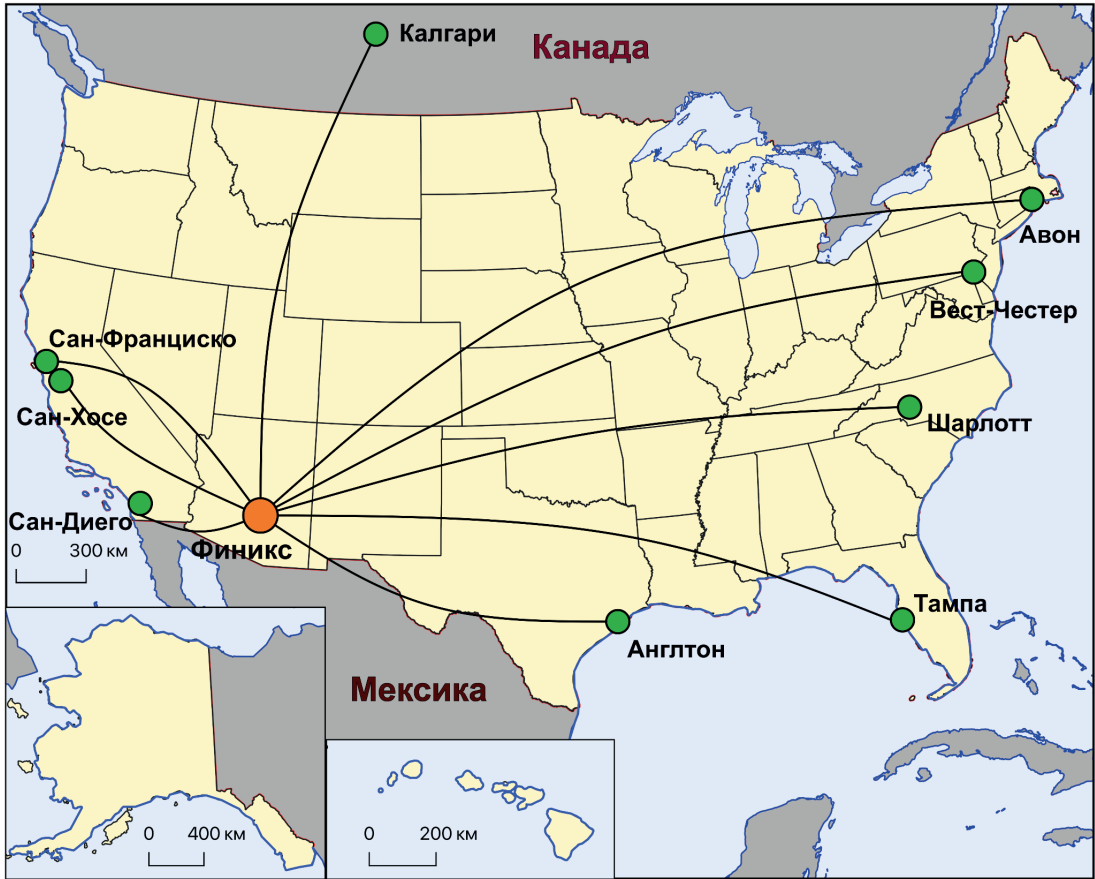 Калгари
Канада
Авон
Вест-Честер
Сан-Франциско
Сан-Хосе
Шарлотт
Сан-Диего
Финикс
0 300 км
Тампа
Англтон
Мексика
0 400 км
0 200 км